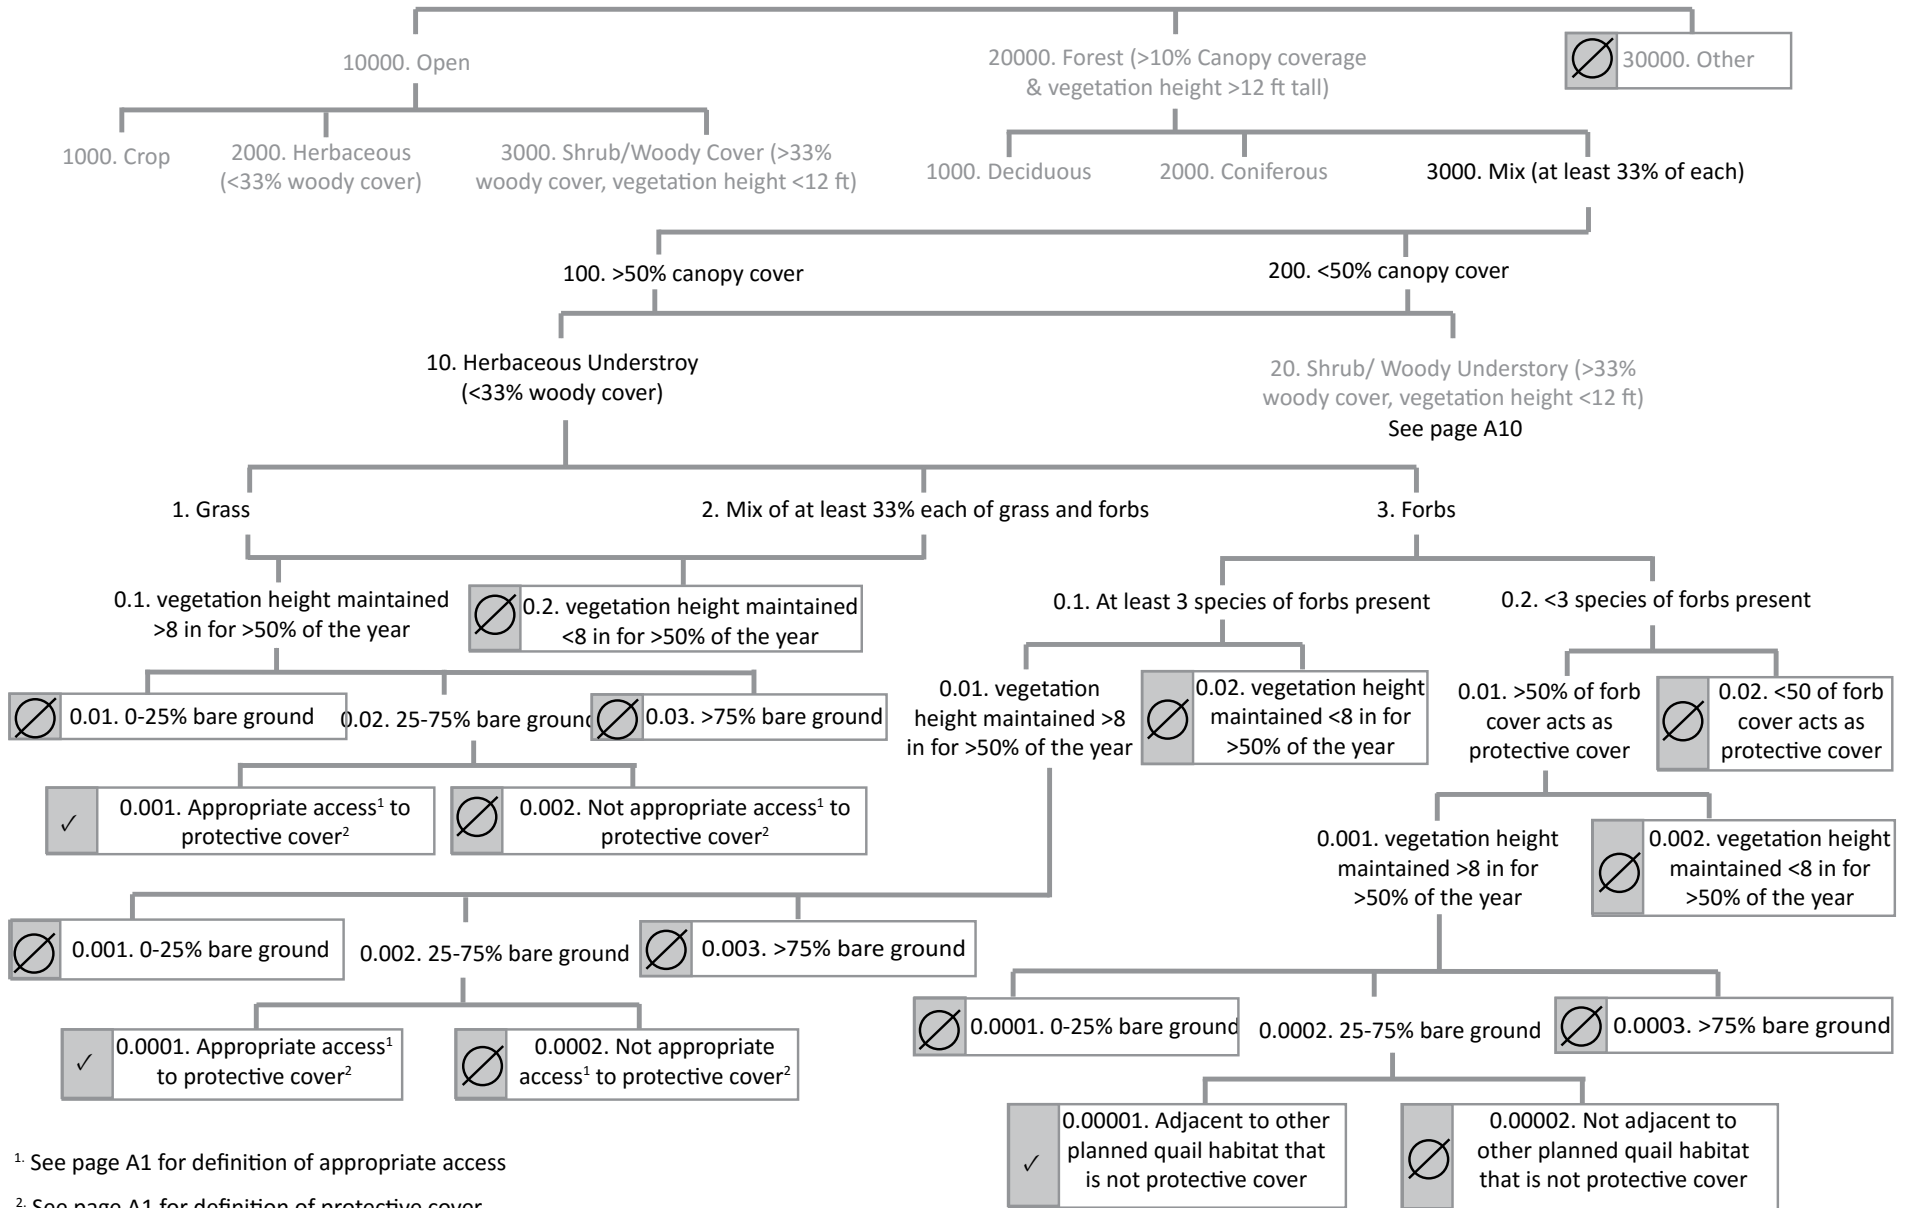 10000. Open
20000. Forest (>10% Canopy coverage
& vegetation height >12 ft tall)
30000. Other
1000. Crop
2000. Herbaceous
(<33% woody cover)
3000. Shrub/Woody Cover (>33%
woody cover, vegetation height <12 ft)
1000. Deciduous
2000. Coniferous
3000. Mix (at least 33% of each)
100. >50% canopy cover
200. <50% canopy cover
10. Herbaceous Understroy
(<33% woody cover)
20. Shrub/ Woody Understory (>33%
woody cover, vegetation height <12 ft)
See page A10
1. Grass
2. Mix of at least 33% each of grass and forbs
3. Forbs
0.1. vegetation height maintained
>8 in for >50% of the year
0.2. vegetation height maintained
<8 in for >50% of the year
0.1. At least 3 species of forbs present
0.2. <3 species of forbs present
0.01. 0-25% bare ground
0.02. 25-75% bare ground
0.03. >75% bare ground
0.01. vegetation
height maintained >8
in for >50% of the year
0.02. vegetation height
maintained <8 in for
>50% of the year
0.01. >50% of forb
cover acts as
protective cover
0.02. <50 of forb
cover acts as
protective cover
✓
0.001. Appropriate access¹ to
protective cover²
0.002. Not appropriate access¹ to
protective cover²
0.001. vegetation height
maintained >8 in for
>50% of the year
0.002. vegetation height
maintained <8 in for
>50% of the year
0.001. 0-25% bare ground
0.002. 25-75% bare ground
0.003. >75% bare ground
✓
0.0001. Appropriate access¹
to protective cover²
0.0002. Not appropriate
access¹ to protective cover²
0.0001. 0-25% bare ground
0.0002. 25-75% bare ground
0.0003. >75% bare ground
✓
0.00001. Adjacent to other
planned quail habitat that
is not protective cover
0.00002. Not adjacent to
other planned quail habitat
that is not protective cover
1. See page A1 for definition of appropriate access
2. See page A1 for definition of protective cover